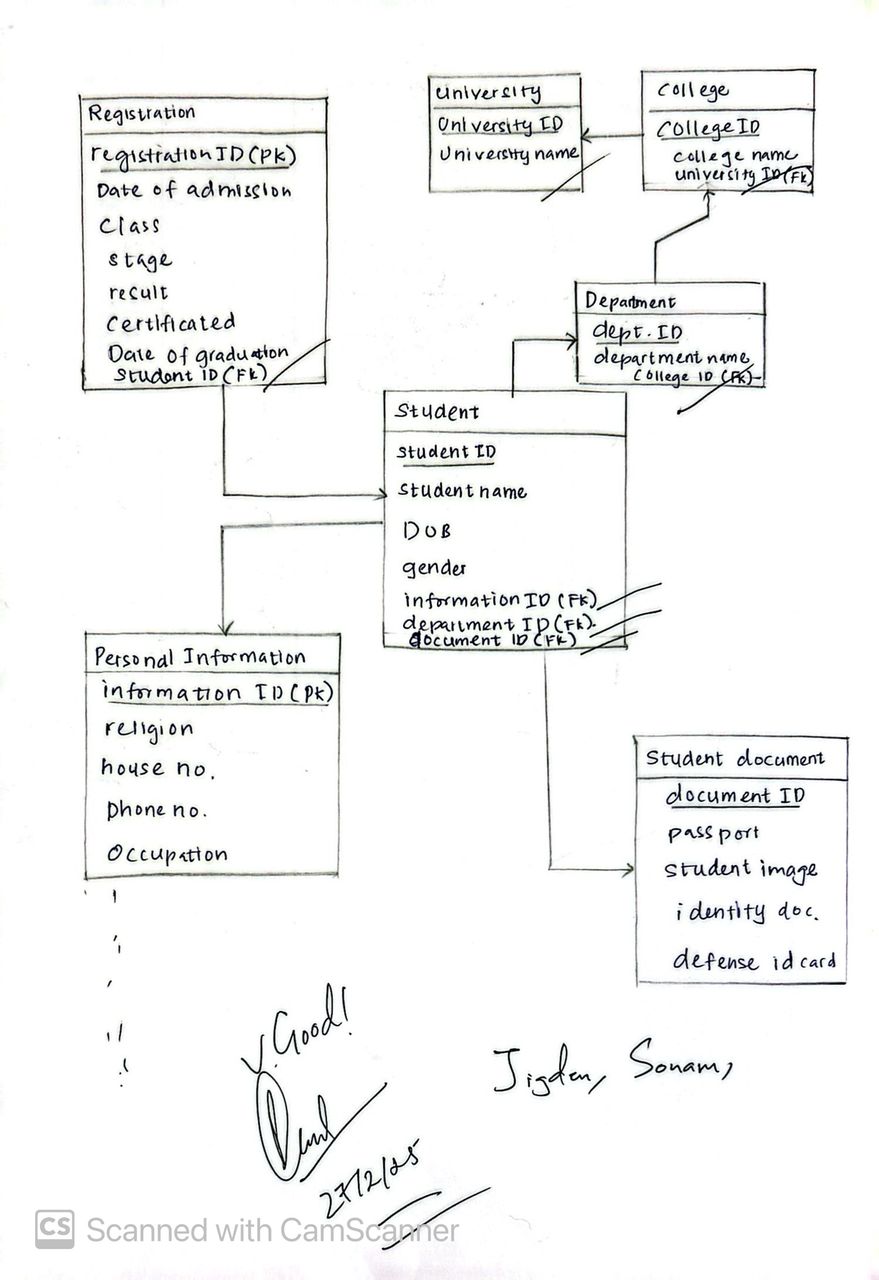 Registration
registration ID (PK)
Date of admission
Class
stage
result
Certificated
Date of graduation
Student ID (FK)
University
University ID
University name
College
College ID
college name
university ID (FK)
Department
dept. ID
department name
College ID (FK)
Student
student ID
student name
DOB
gender
information ID (FK)
department ID (FK).
document ID (FK)
Personal Information
information ID (PK)
religion
house no.
phone no.
Occupation
Student document
document ID
passport
student image
identity doc.
defense id card
V. Good!
27/2/25
Jigden, Sonam,
CS Scanned with CamScanner